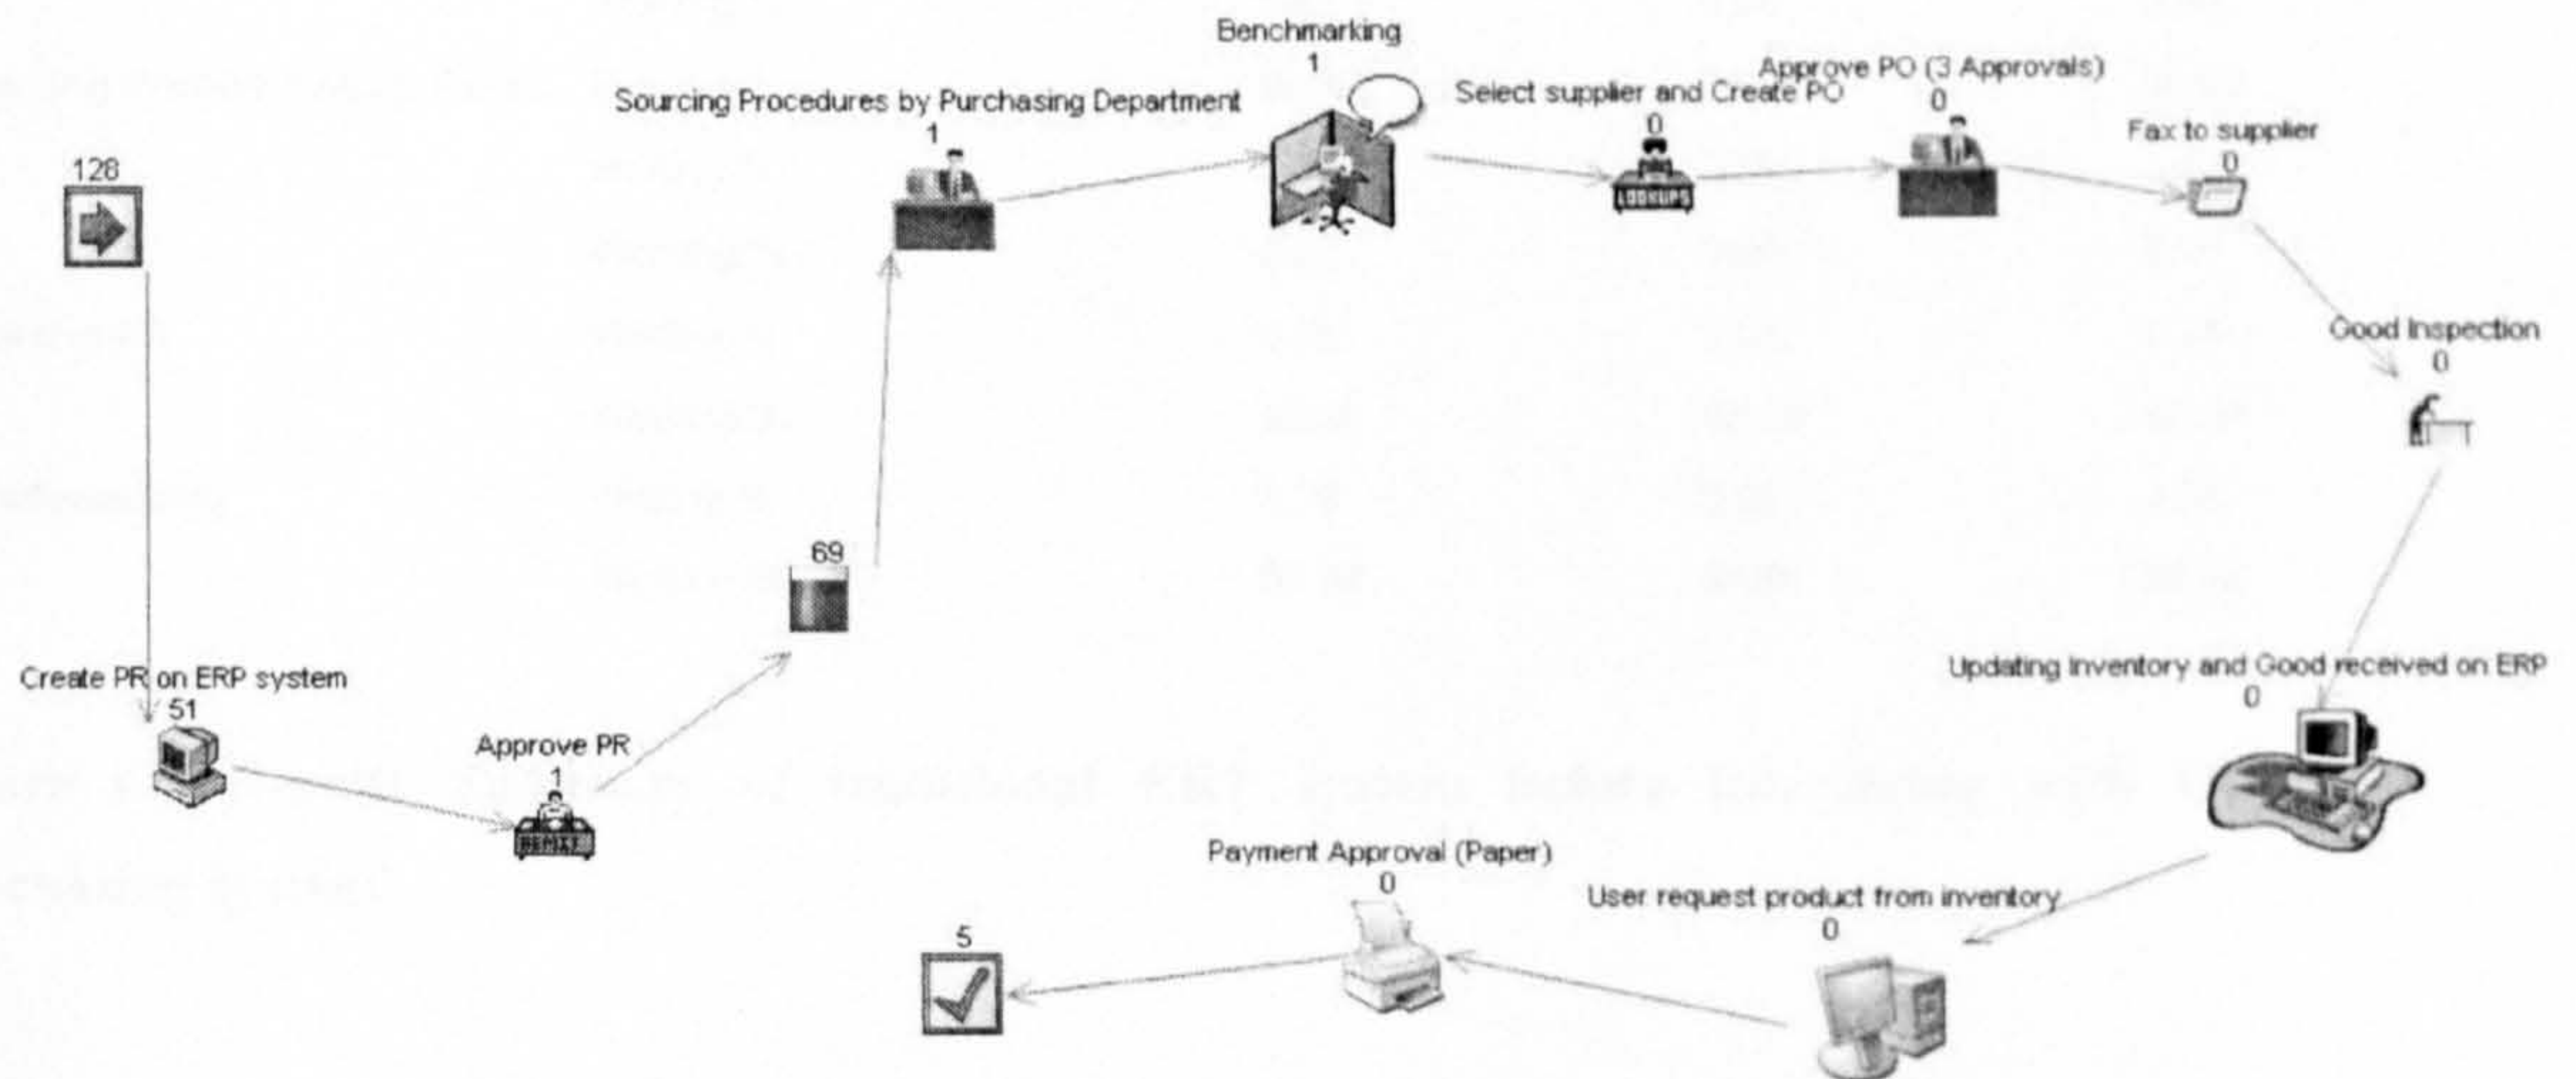 128
Create PR on ERP system
51
Approve PR
1
69
Sourcing Procedures by Purchasing Department
1
Benchmarking
1
Select supplier and Create PO
0
LOOKUPS
Approve PO (3 Approvals)
0
Fax to supplier
0
Good Inspection
0
Updating Inventory and Good received on ERP
0
User request product from inventory
0
Payment Approval (Paper)
0
5